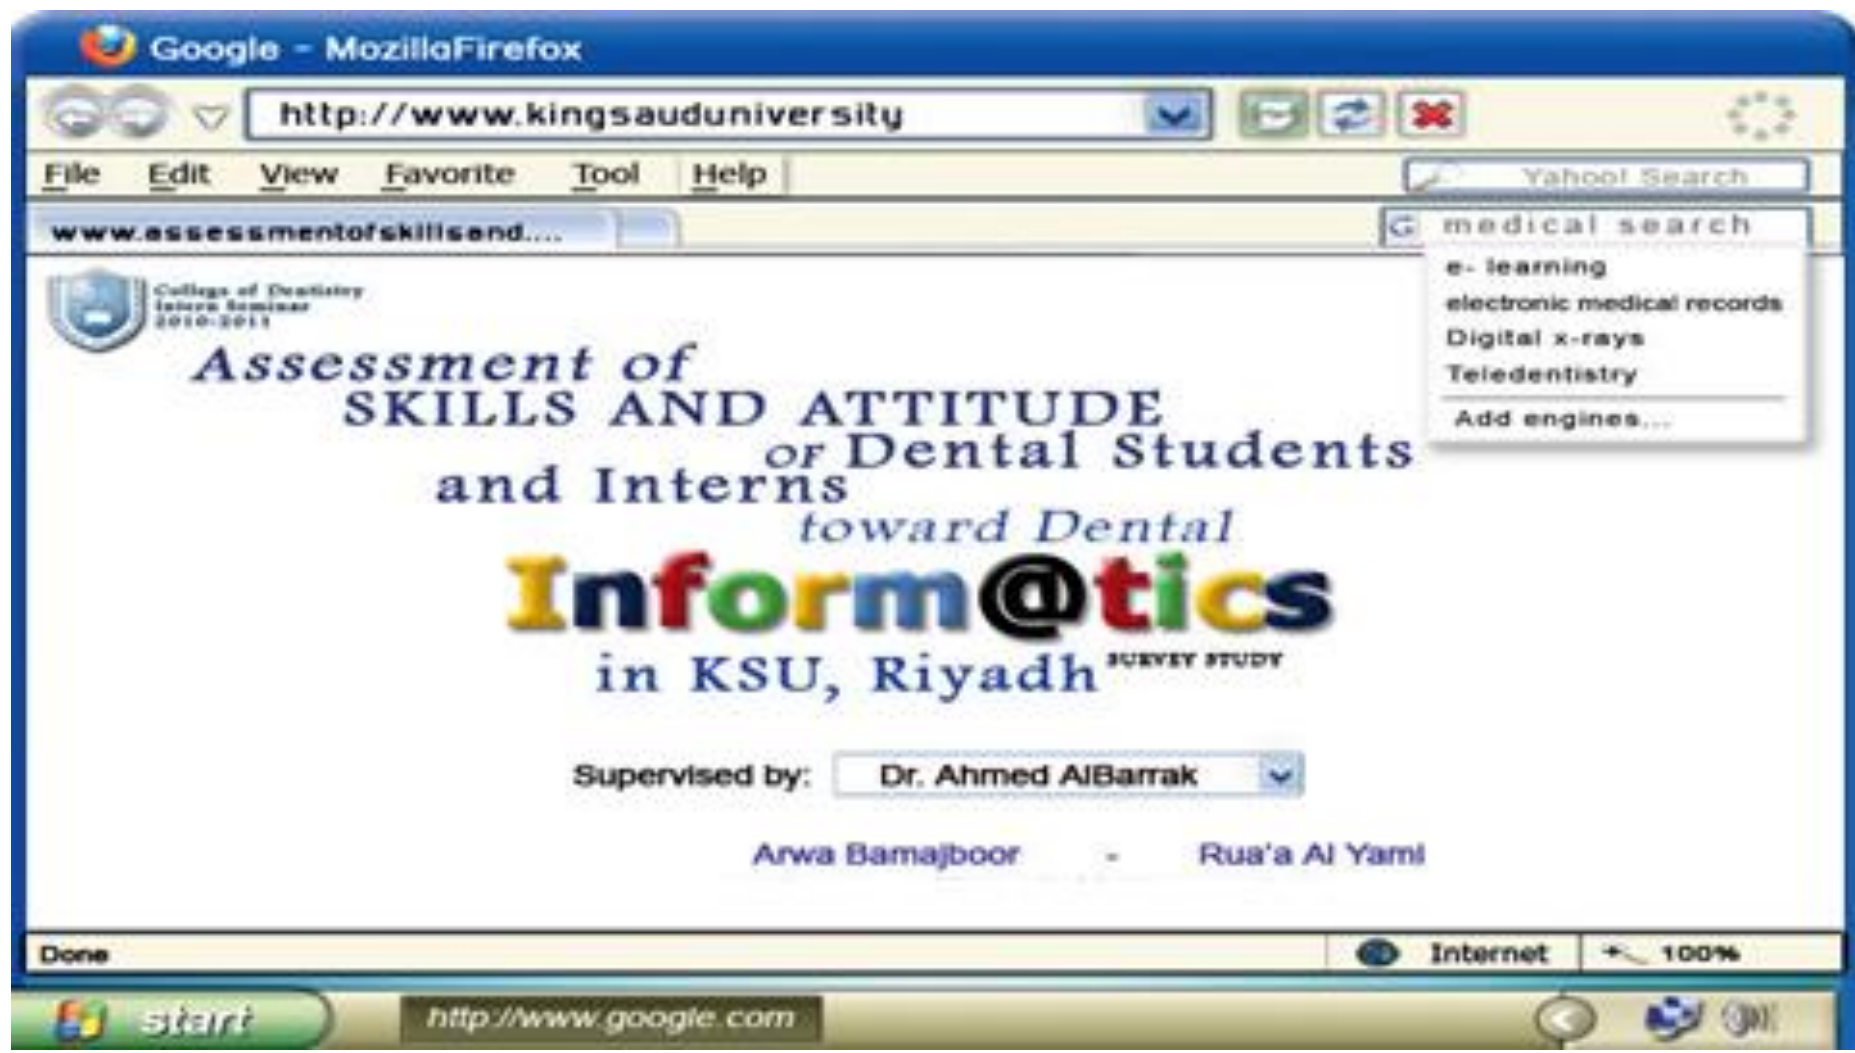 Google - MozillaFirefox
http://www.kingsauduniversity
File Edit View Favorite Tool Help
Yahoo! Search
www.assessmentofskillsand....
G medical search
e- learning
electronic medical records
Digital x-rays
Teledentistry
Add engines...
College of Dentistry
Intern Seminar
2010-2011
Assessment of
SKILLS AND ATTITUDE
OF Dental Students
and Interns
toward Dental
Inform@tics
in KSU, Riyadh SURVEY STUDY
Supervised by: Dr. Ahmed AlBarrak
Arwa Bamajboor - Rua'a Al Yami
Done Internet 100%
start http://www.google.com